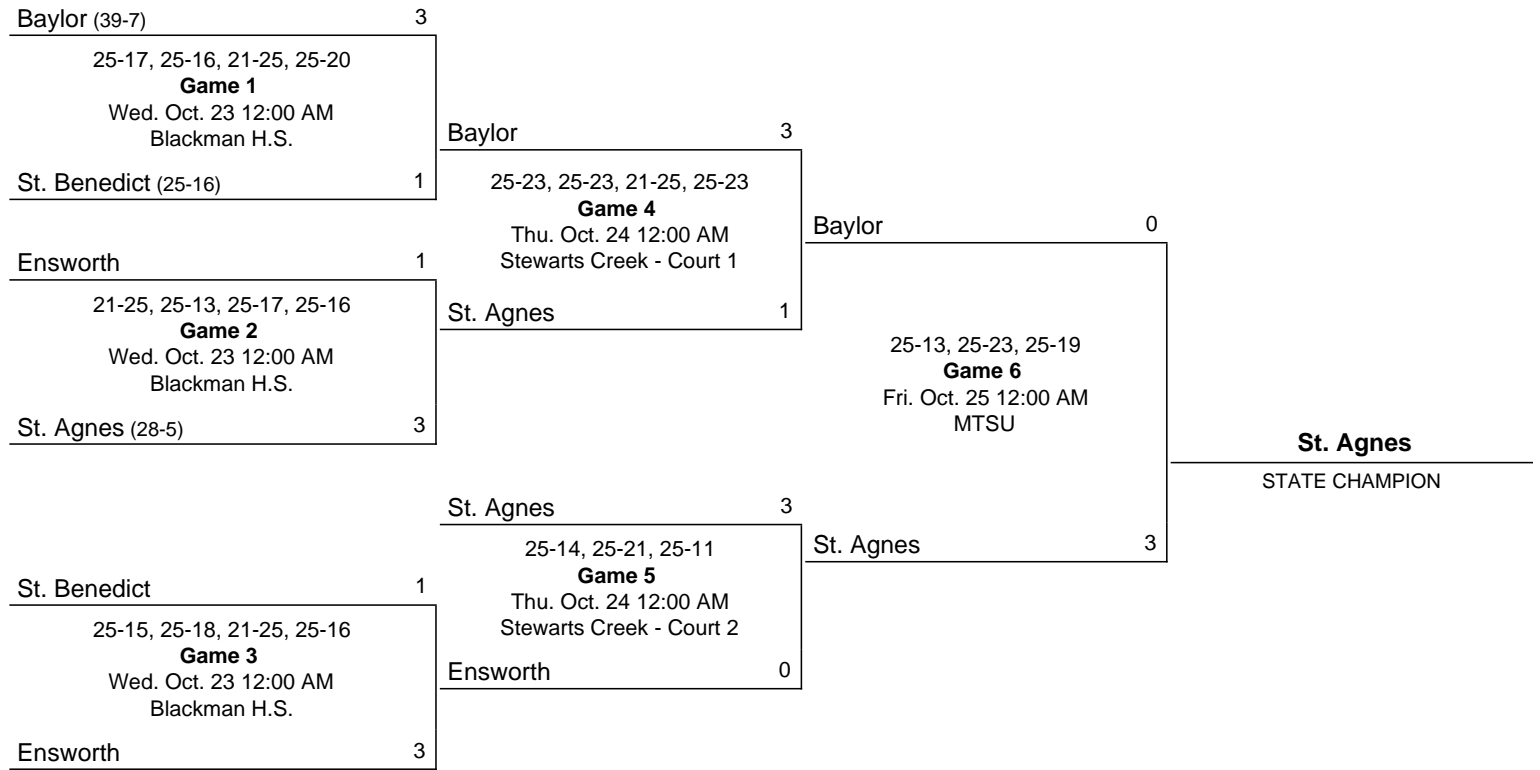 Baylor (39-7) 3
25-17, 25-16, 21-25, 25-20
Game 1
Wed. Oct. 23 12:00 AM
Blackman H.S.
St. Benedict (25-16) 1
Ensworth 1
21-25, 25-13, 25-17, 25-16
Game 2
Wed. Oct. 23 12:00 AM
Blackman H.S.
St. Agnes (28-5) 3
St. Benedict 1
25-15, 25-18, 21-25, 25-16
Game 3
Wed. Oct. 23 12:00 AM
Blackman H.S.
Ensworth 3
Baylor 3
25-23, 25-23, 21-25, 25-23
Game 4
Thu. Oct. 24 12:00 AM
Stewarts Creek - Court 1
St. Agnes 1
St. Agnes 3
25-14, 25-21, 25-11
Game 5
Thu. Oct. 24 12:00 AM
Stewarts Creek - Court 2
Ensworth 0
Baylor 0
25-13, 25-23, 25-19
Game 6
Fri. Oct. 25 12:00 AM
MTSU
St. Agnes 3
St. Agnes
STATE CHAMPION